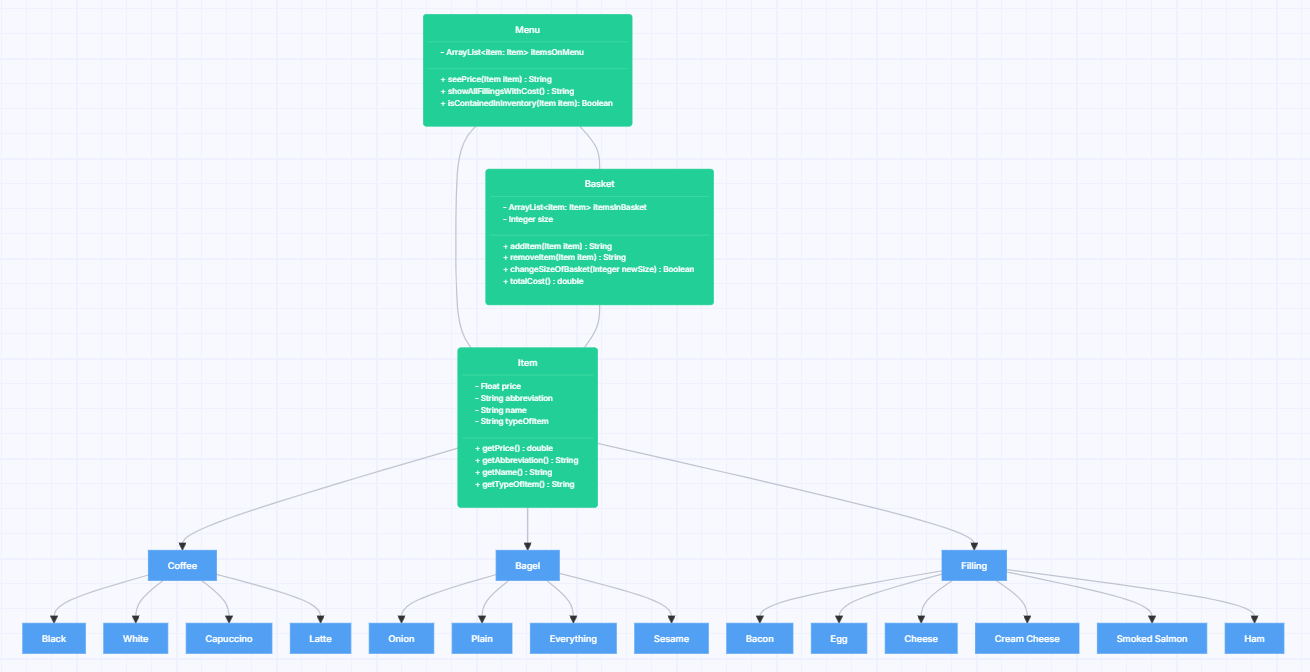 Menu
- ArrayList<item: Item> itemsOnMenu
+ seePrice(Item item) : String
+ showAllFillingsWithCost() : String
+ isContainedInInventory(Item item): Boolean
Basket
- ArrayList<item: Item> itemsInBasket
- Integer size
+ addItem(Item item) : String
+ removeItem(Item item) : String
+ changeSizeOfBasket(Integer newSize) : Boolean
+ totalCost() : double
Item
- Float price
- String abbreviation
- String name
- String typeOfItem
+ getPrice() : double
+ getAbbreviation() : String
+ getName() : String
+ getTypeOfItem() : String
Coffee
Bagel
Filling
Black
White
Capuccino
Latte
Onion
Plain
Everything
Sesame
Bacon
Egg
Cheese
Cream Cheese
Smoked Salmon
Ham